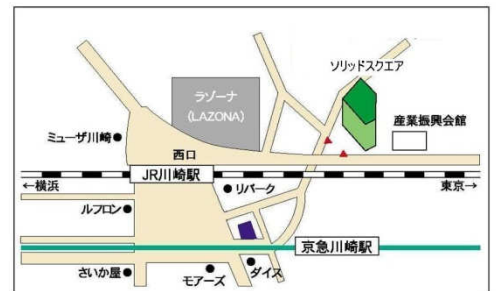 ソリッドスクエア
ラゾーナ
(LAZONA)
産業振興会館
ミューザ川崎
西口
JR川崎駅
←横浜
リバーク
東京→
ルフロン
京急川崎駅
さいか屋
モアーズ
ダイス